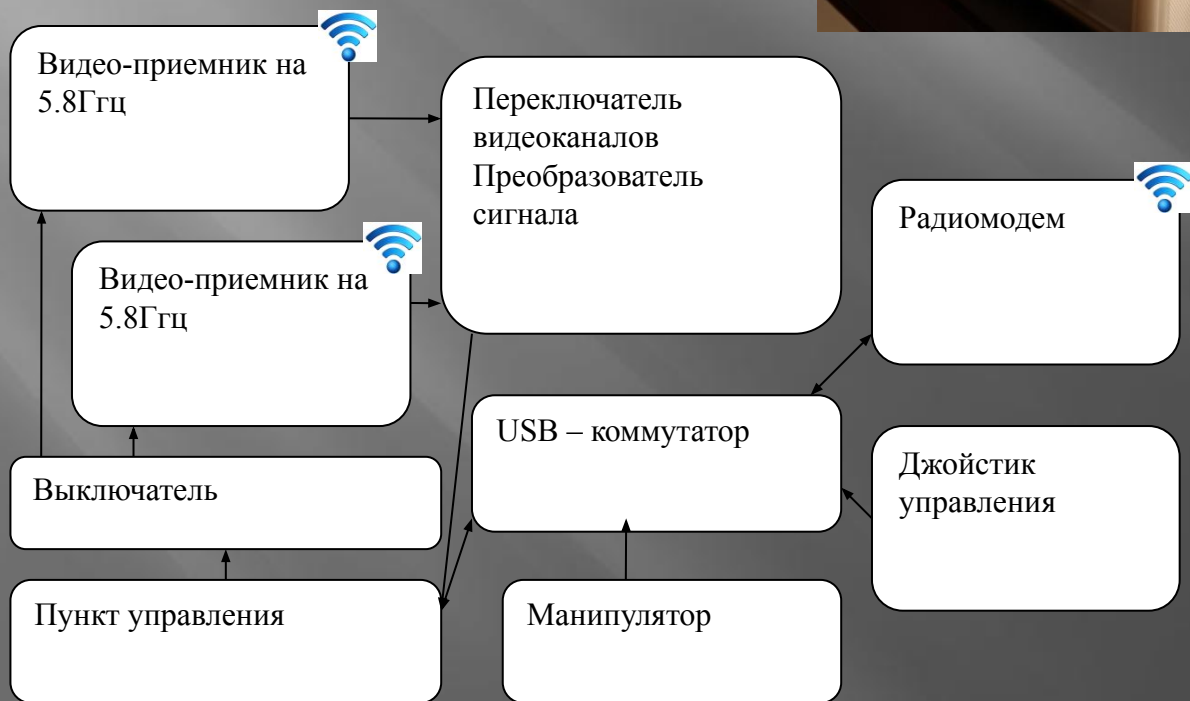 Видео-приемник на
5.8Ггц
Переключатель
видеоканалов
Преобразователь
сигнала
Радиомодем
Видео-приемник на
5.8Ггц
USB – коммутатор
Джойстик
управления
Выключатель
Пункт управления
Манипулятор